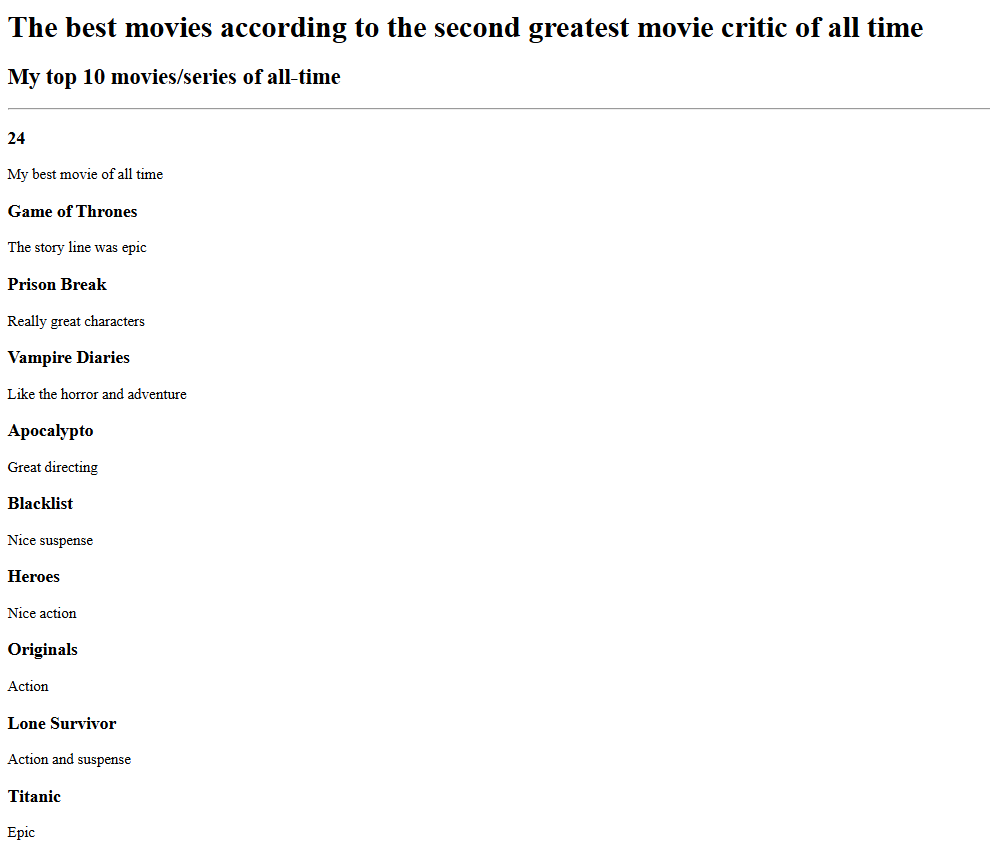 The best movies according to the second greatest movie critic of all time
My top 10 movies/series of all-time
24
My best movie of all time
Game of Thrones
The story line was epic
Prison Break
Really great characters
Vampire Diaries
Like the horror and adventure
Apocalypto
Great directing
Blacklist
Nice suspense
Heroes
Nice action
Originals
Action
Lone Survivor
Action and suspense
Titanic
Epic